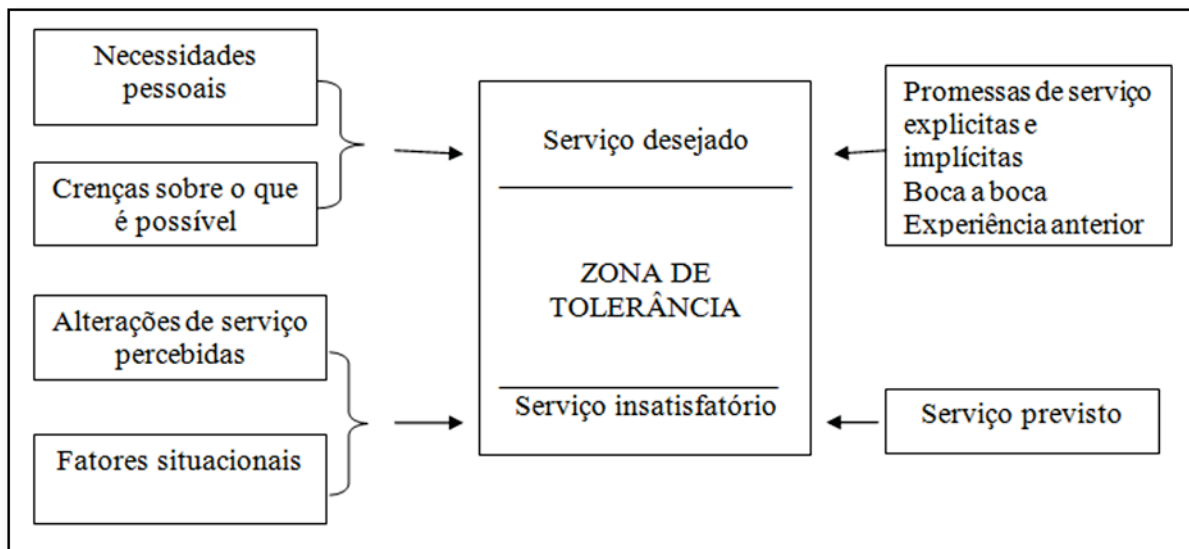 Necessidades
pessoais
Crenças sobre o que
é possível
Alterações de serviço
percebidas
Fatores situacionais
Serviço desejado
ZONA DE
TOLERÂNCIA
Serviço insatisfatório
Promessas de serviço
explicitas e
implícitas
Boca a boca
Experiência anterior
Serviço previsto